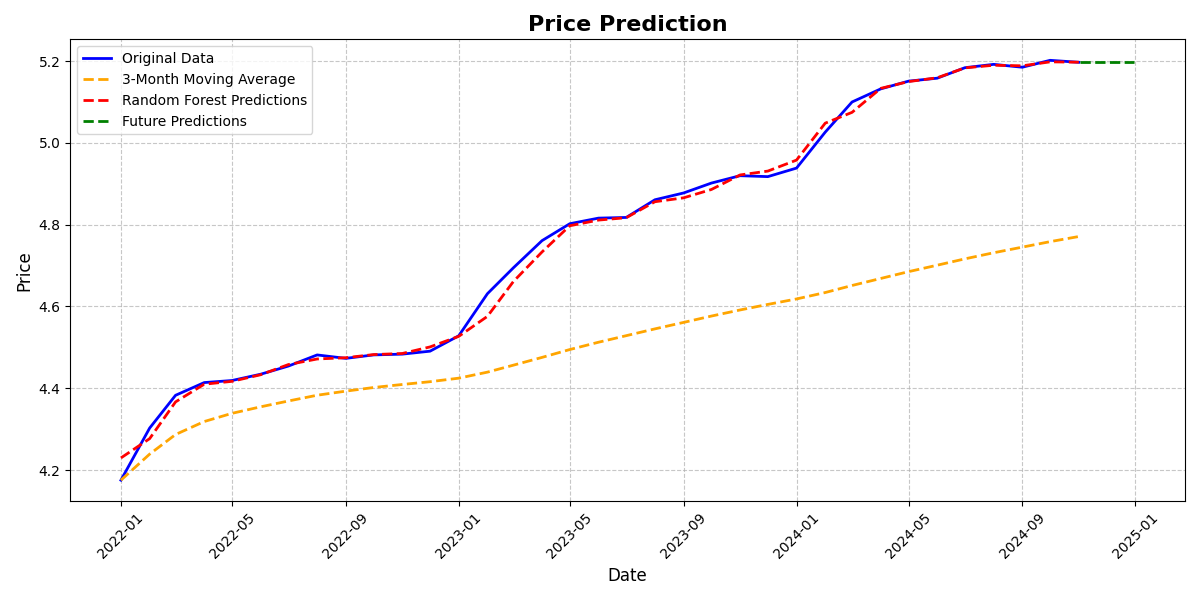 Price Prediction
Original Data
3-Month Moving Average
Random Forest Predictions
Future Predictions
5.2
5.0
4.8
4.6
4.4
4.2
Price
2022-01
2022-05
2022-09
2023-01
2023-05
2023-09
2024-01
2024-05
2024-09
2025-01
Date